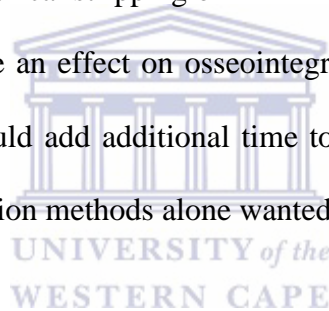 e an effect on osseointegr
uld add additional time to
ion methods alone wanted
UNIVERSITY of the
WESTERN CAPE